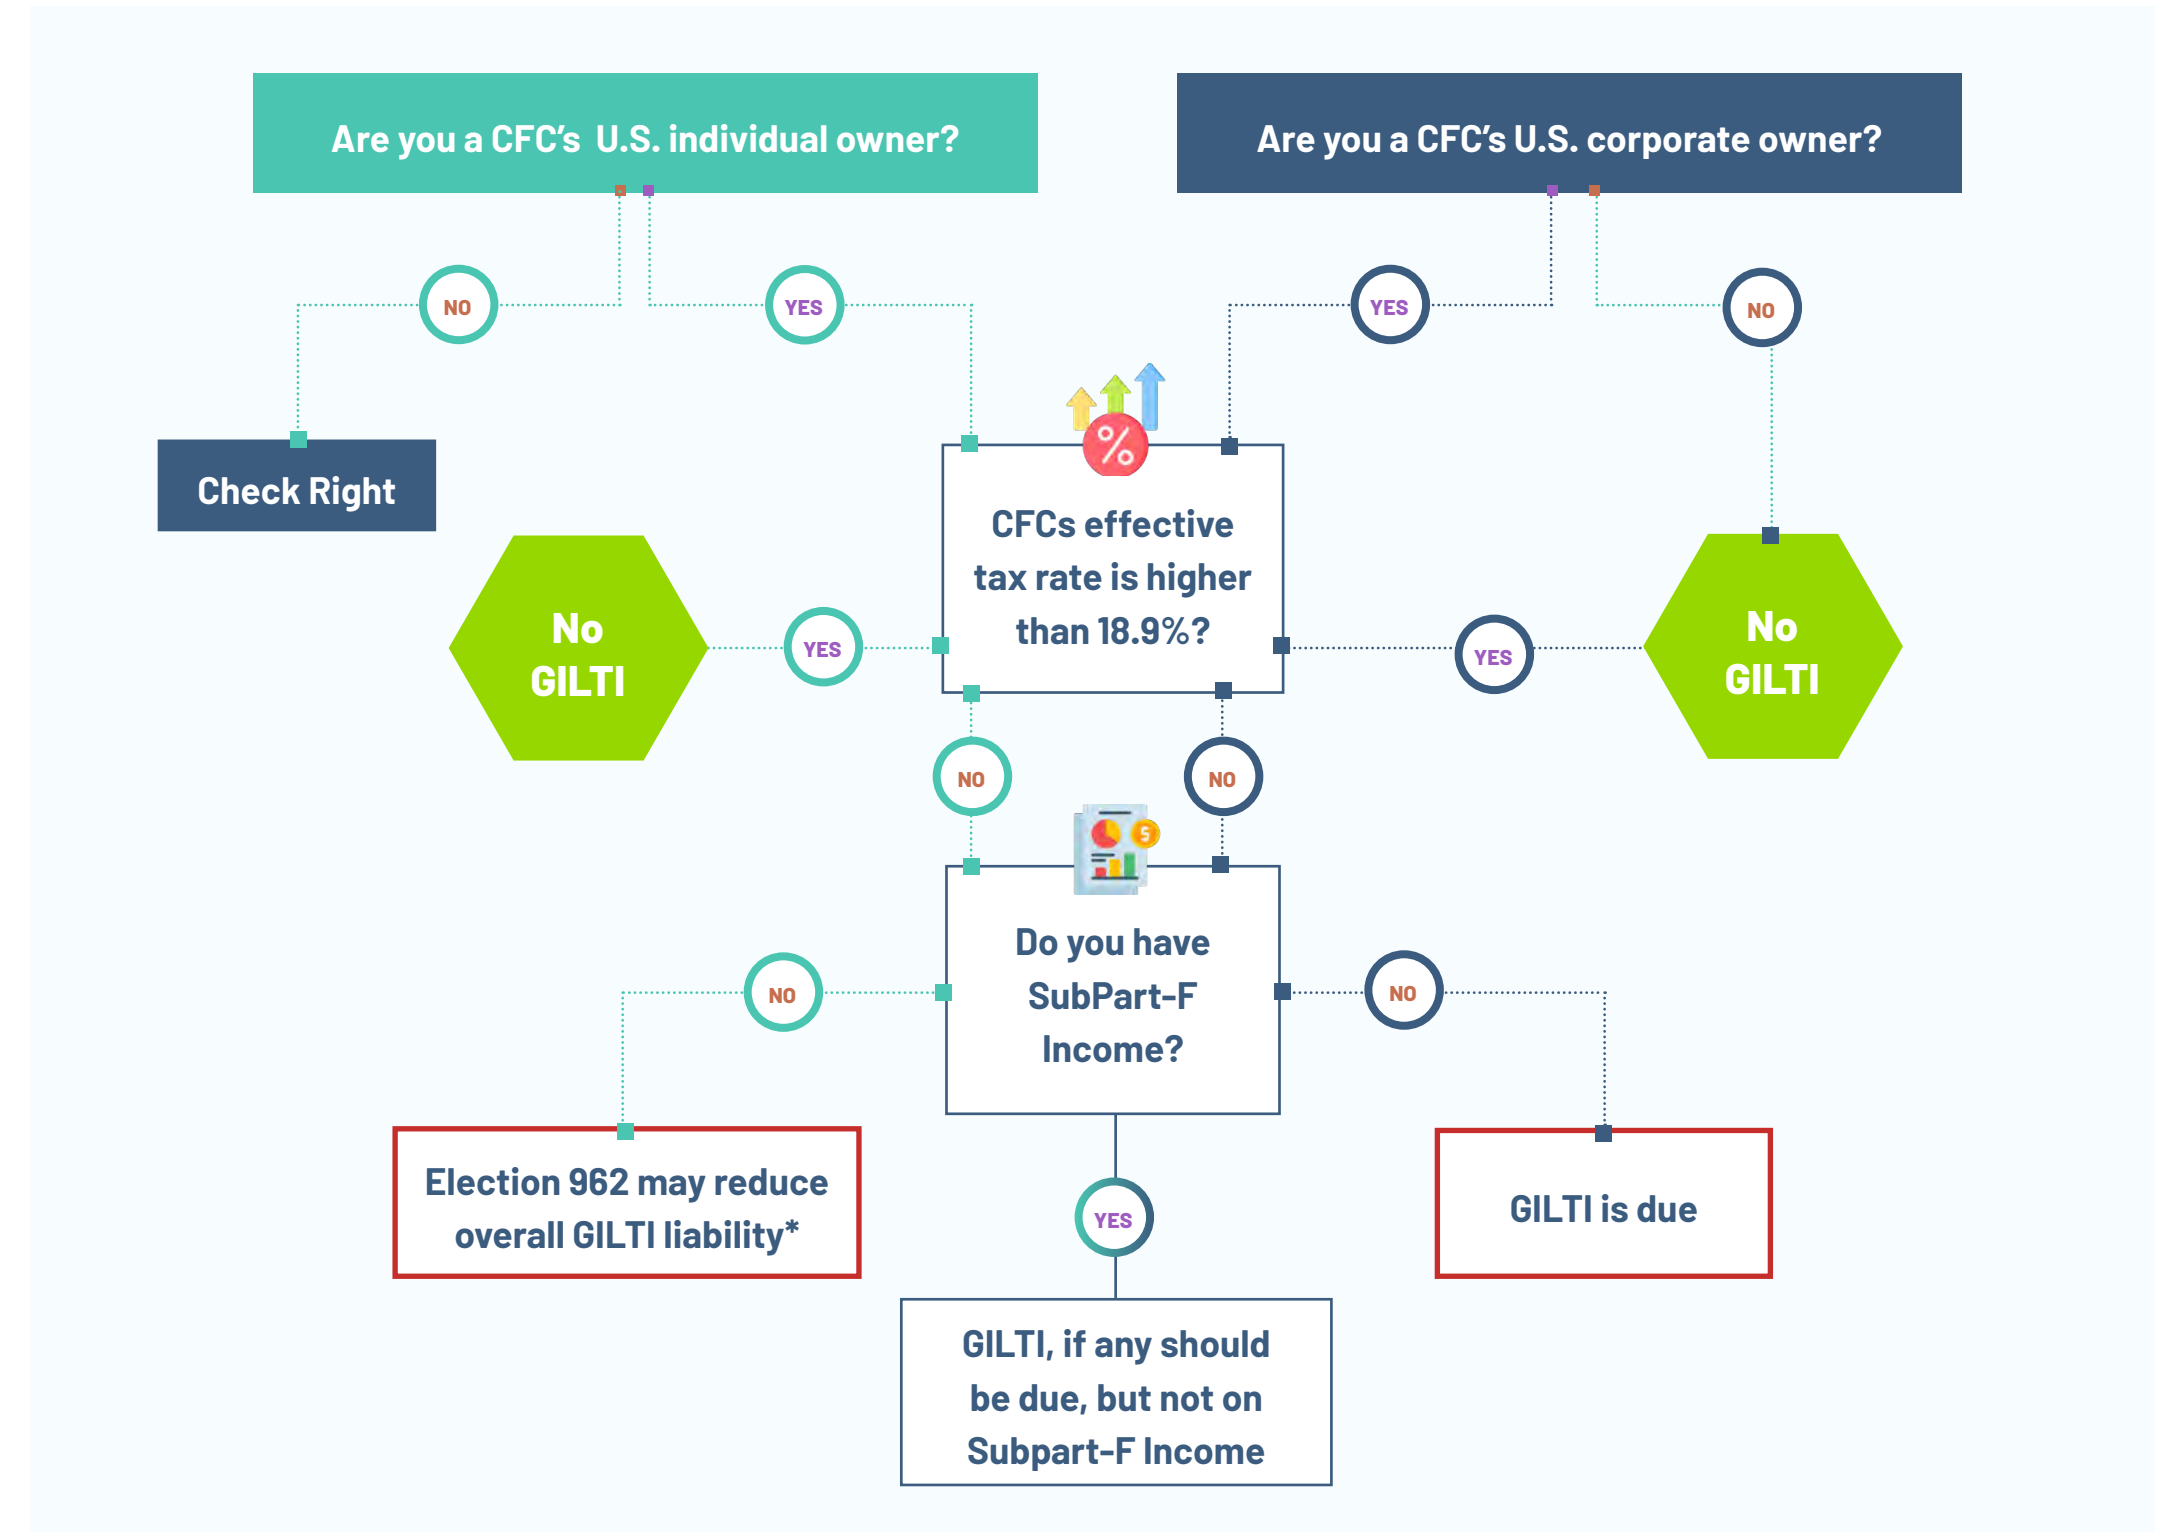 Are you a CFC’s  U.S. individual owner?
Are you a CFC’s U.S. corporate owner?
NO
YES
YES
NO
Check Right
%
CFCs effective
tax rate is higher
than 18.9%?
No
GILTI
YES
YES
No
GILTI
NO
NO
$
Do you have
SubPart-F
Income?
NO
NO
Election 962 may reduce
overall GILTI liability*
GILTI is due
YES
GILTI, if any should
be due, but not on
Subpart-F Income